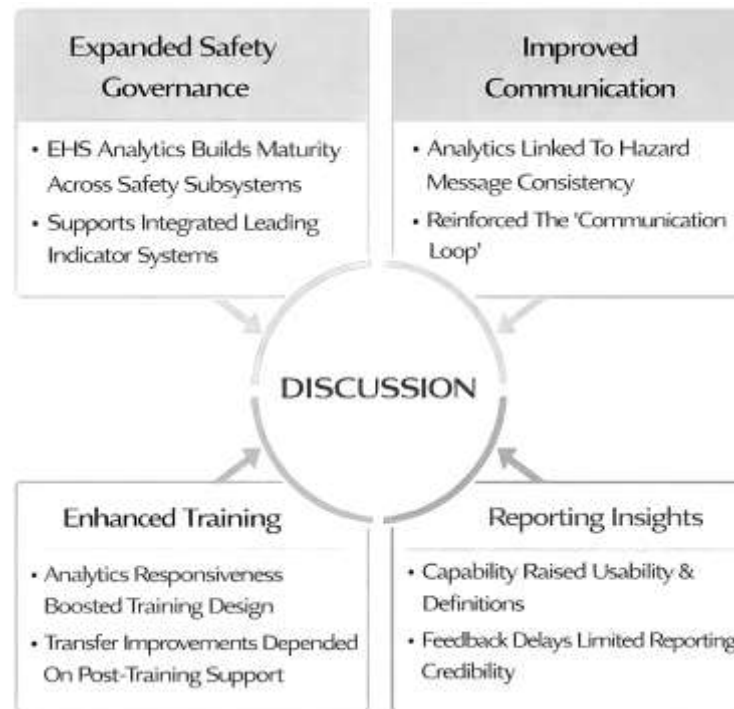 Expanded Safety
Governance
• EHS Analytics Builds Maturity
Across Safety Subsystems
• Supports Integrated Leading
Indicator Systems
Improved
Communication
• Analytics Linked To Hazard
Message Consistency
• Reinforced The 'Communication
Loop'
DISCUSSION
Enhanced Training
• Analytics Responsiveness
Boosted Training Design
• Transfer Improvements Depended
On Post-Training Support
Reporting Insights
• Capability Raised Usability &
Definitions
• Feedback Delays Limited Reporting
Credibility